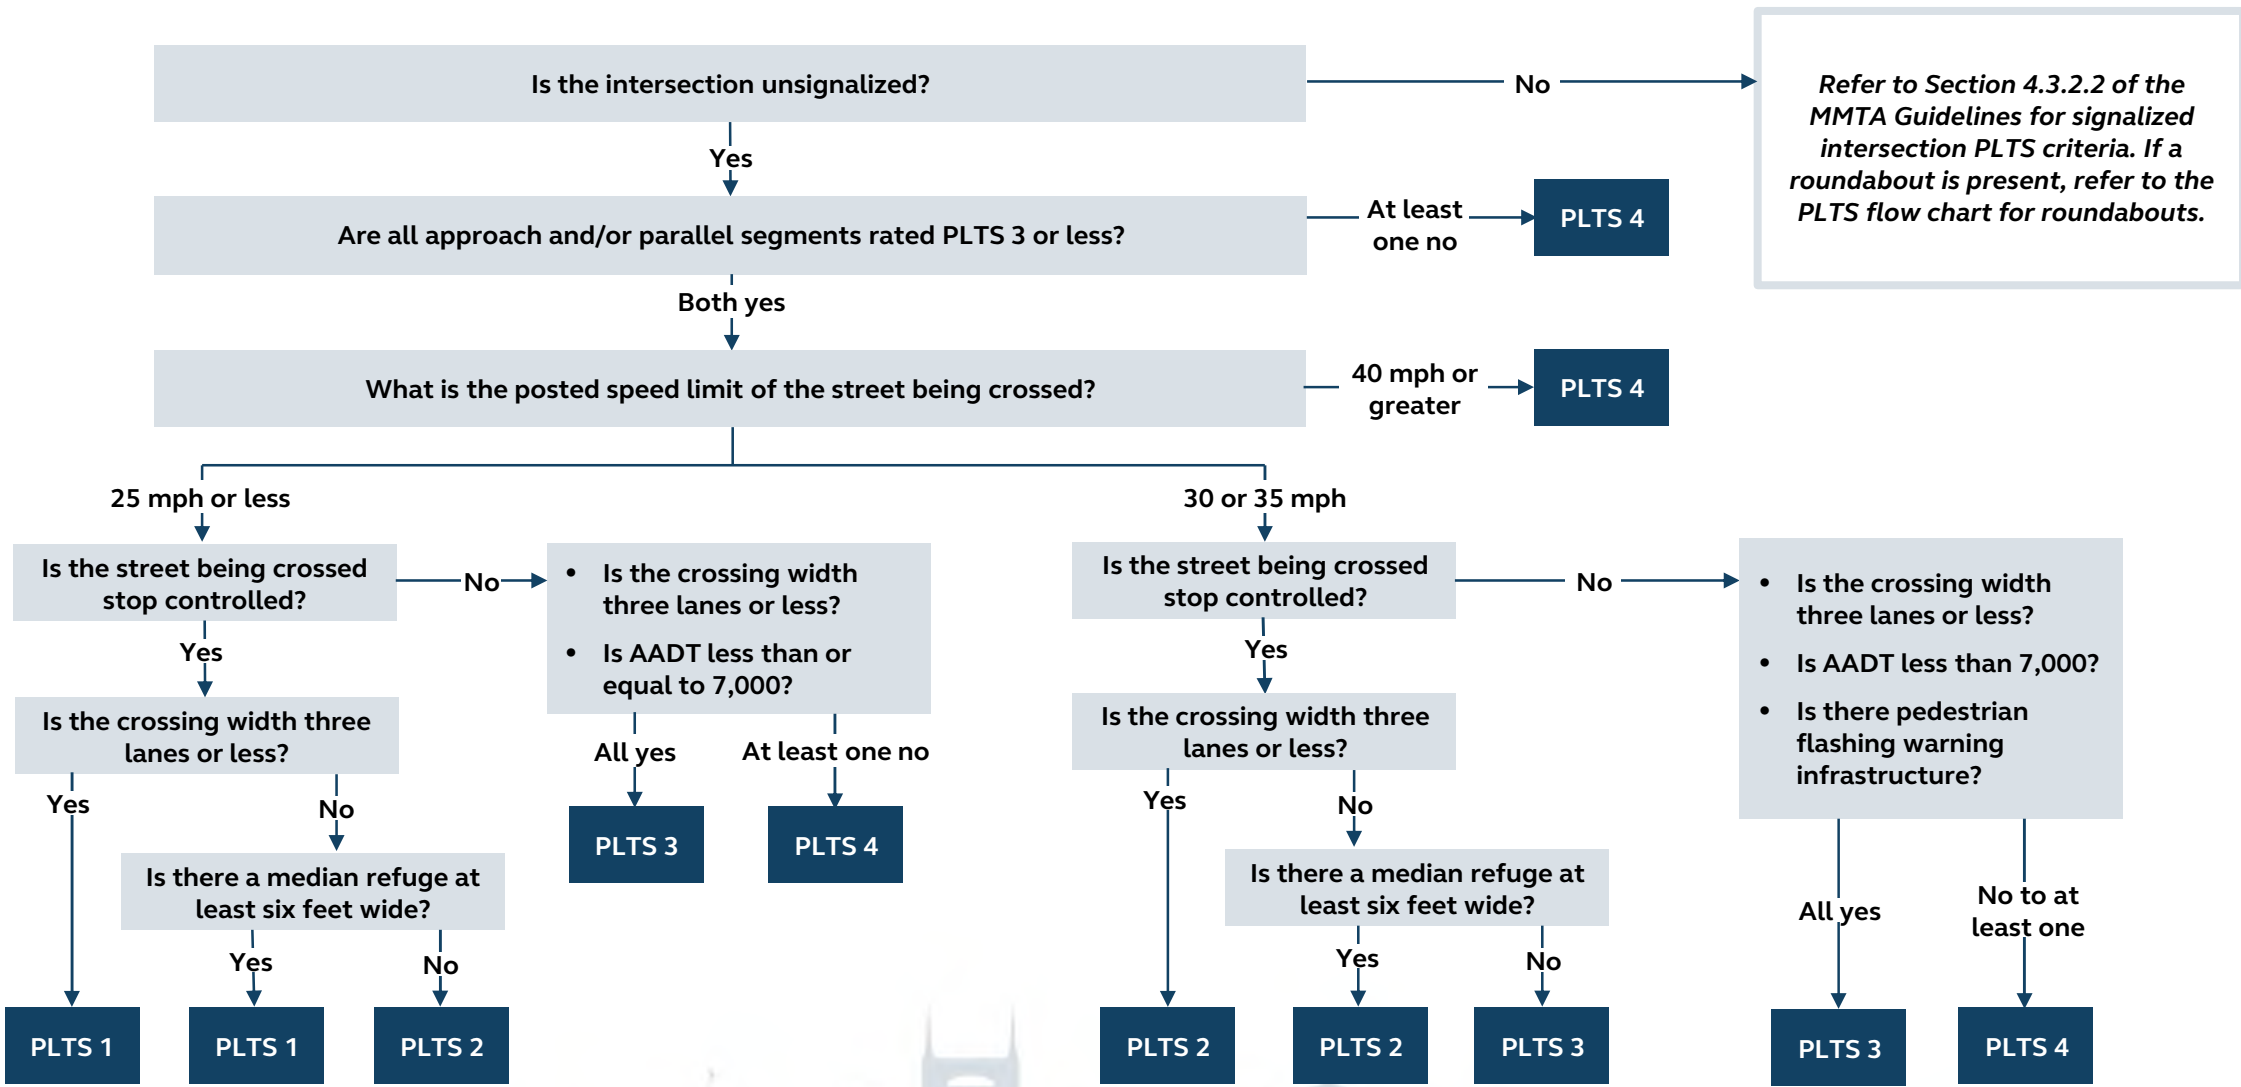 Is the intersection unsignalized?
No
Refer to Section 4.3.2.2 of the
MMTA Guidelines for signalized
intersection PLTS criteria. If a
roundabout is present, refer to the
PLTS flow chart for roundabouts.
Yes
Are all approach and/or parallel segments rated PLTS 3 or less?
At least
one no
PLTS 4
Both yes
What is the posted speed limit of the street being crossed?
40 mph or
greater
PLTS 4
25 mph or less
30 or 35 mph
Is the street being crossed
stop controlled?
No
• Is the crossing width
three lanes or less?
• Is AADT less than or
equal to 7,000?
Yes
Is the crossing width three
lanes or less?
All yes
At least one no
PLTS 3
PLTS 4
Yes
No
Is there a median refuge at
least six feet wide?
Yes
No
PLTS 1
PLTS 1
PLTS 2
Is the street being crossed
stop controlled?
No
• Is the crossing width
three lanes or less?
• Is AADT less than 7,000?
• Is there pedestrian
flashing warning
infrastructure?
Yes
Is the crossing width three
lanes or less?
Yes
No
Is there a median refuge at
least six feet wide?
Yes
No
All yes
No to at
least one
PLTS 2
PLTS 2
PLTS 3
PLTS 3
PLTS 4